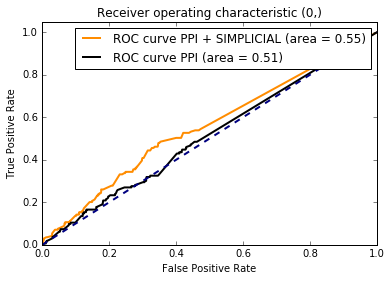 Receiver operating characteristic (0,)
ROC curve PPI + SIMPLICIAL (area = 0.55)
ROC curve PPI (area = 0.51)
True Positive Rate
1.0
0.8
0.6
0.4
0.2
0.0
0.0 0.2 0.4 0.6 0.8 1.0
False Positive Rate